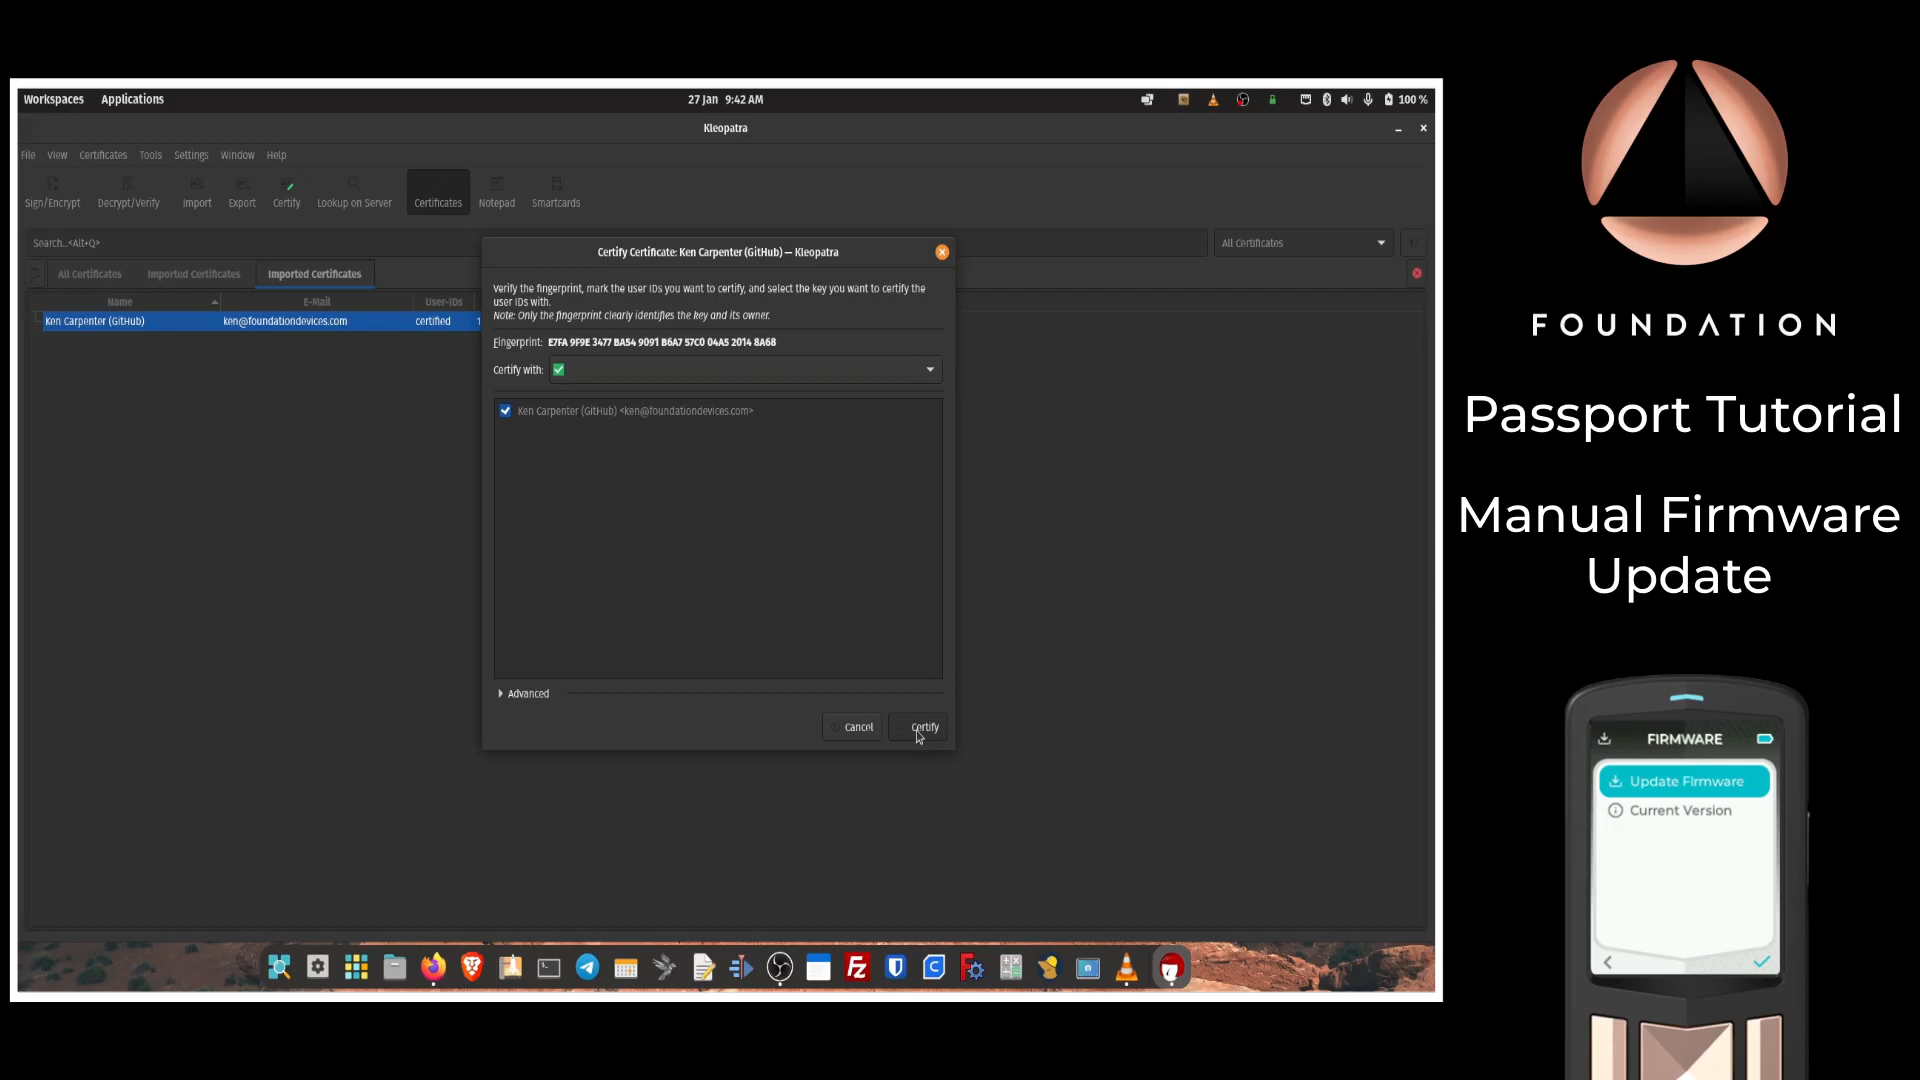 Workspaces Applications 27 Jan 9:42 AM 100 %
Kleopatra
File View Certificates Tools Settings Window Help
Sign/Encrypt Decrypt/Verify Import Export Certify Lookup on Server Certificates Notepad Smartcards
Search...<Alt+Q> All Certificates
All Certificates Imported Certificates Imported Certificates
Name E-Mail User-IDs
Ken Carpenter (GitHub) ken@foundationdevices.com certified 1
Certify Certificate: Ken Carpenter (GitHub) — Kleopatra
Verify the fingerprint, mark the user IDs you want to certify, and select the key you want to certify the
user IDs with.
Note: Only the fingerprint clearly identifies the key and its owner.
Fingerprint: E7FA 9F9E 3477 BA54 9091 B6A7 57C0 04A5 2014 8A68
Certify with:
Ken Carpenter (GitHub) <ken@foundationdevices.com>
Advanced
Cancel Certify
FOUNDATION
Passport Tutorial
Manual Firmware
Update
FIRMWARE
Update Firmware
Current Version